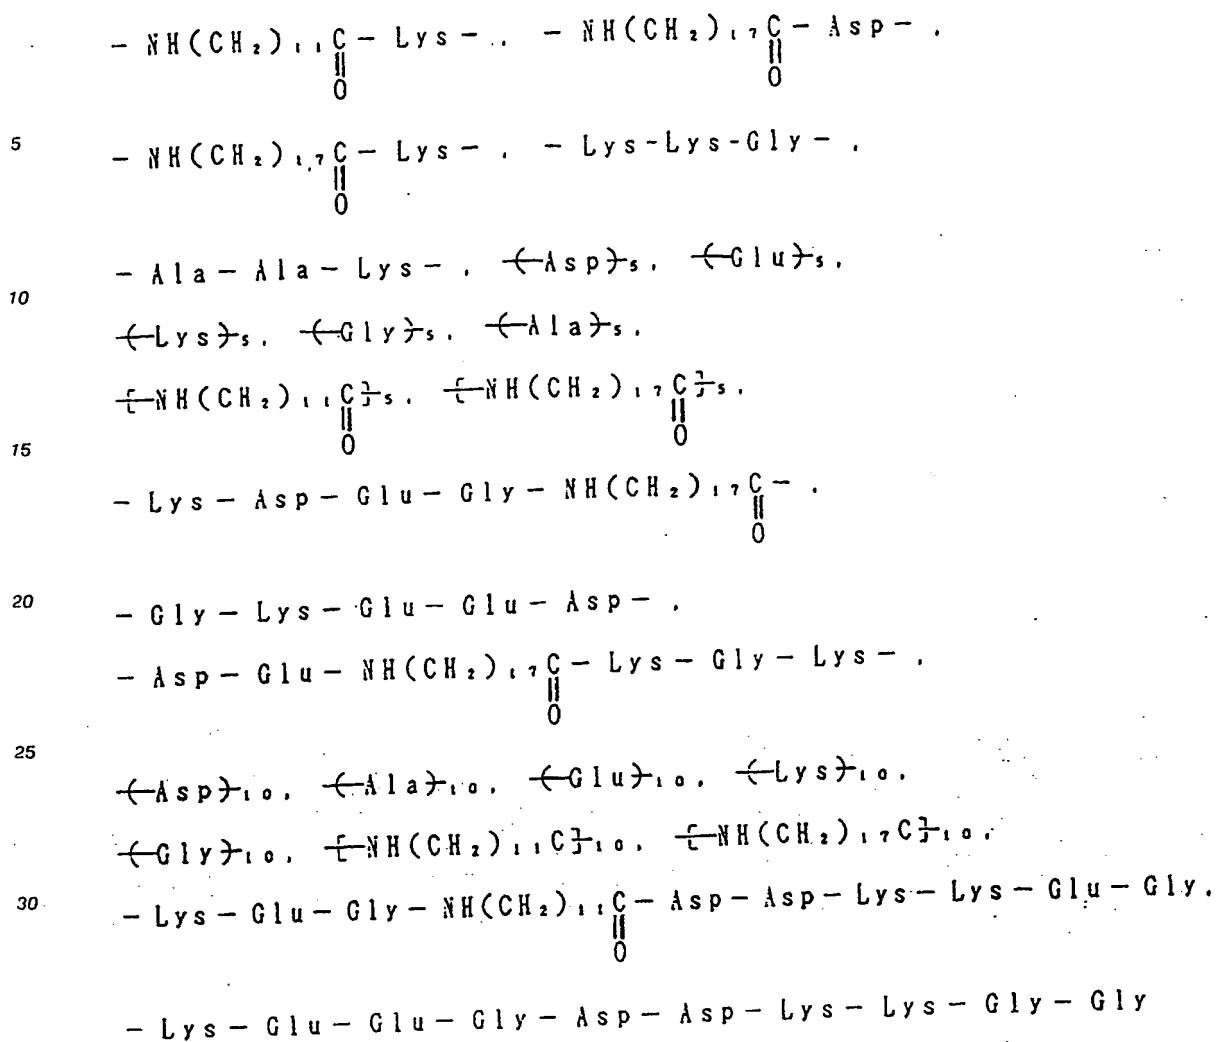 - NH(CH₂)₁₁C(=O)- Lys - , - NH(CH₂)₁₇C(=O)- Asp - ,
5 - NH(CH₂)₁₇C(=O)- Lys - , - Lys-Lys-Gly - ,
- Ala - Ala - Lys - , (-Asp)-₅, (-Glu)-₅,
10
(-Lys)-₅, (-Gly)-₅, (-Ala)-₅,
[-NH(CH₂)₁₁C(=O)]-₅, [-NH(CH₂)₁₇C(=O)]-₅,
15
- Lys - Asp - Glu - Gly - NH(CH₂)₁₇C(=O)- ,
20 - Gly - Lys - Glu - Glu - Asp - ,
- Asp - Glu - NH(CH₂)₁₇C(=O)- Lys - Gly - Lys - ,
25
(-Asp)-₁₀, (-Ala)-₁₀, (-Glu)-₁₀, (-Lys)-₁₀,
(-Gly)-₁₀, [-NH(CH₂)₁₁C]-₁₀, [-NH(CH₂)₁₇C]-₁₀,
30 - Lys - Glu - Gly - NH(CH₂)₁₁C(=O)- Asp - Asp - Lys - Lys - Glu - Gly,
- Lys - Glu - Glu - Gly - Asp - Asp - Lys - Lys - Gly - Gly